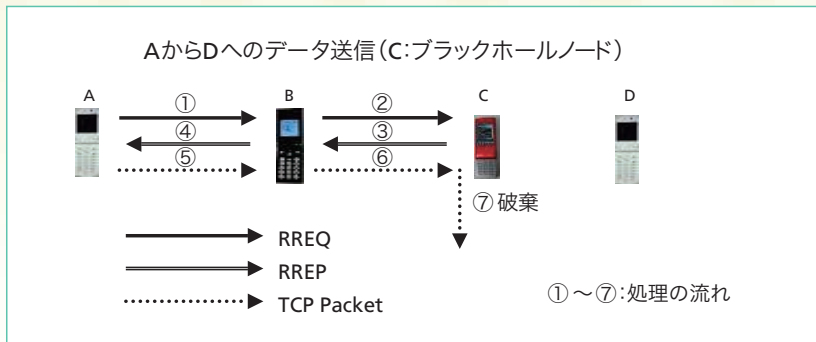 AからDへのデータ送信(C:ブラックホールノード)
A B C D
① ②
④ ③
⑤ ⑥
⑦ 破棄
RREQ
RREP
TCP Packet
①～⑦:処理の流れ